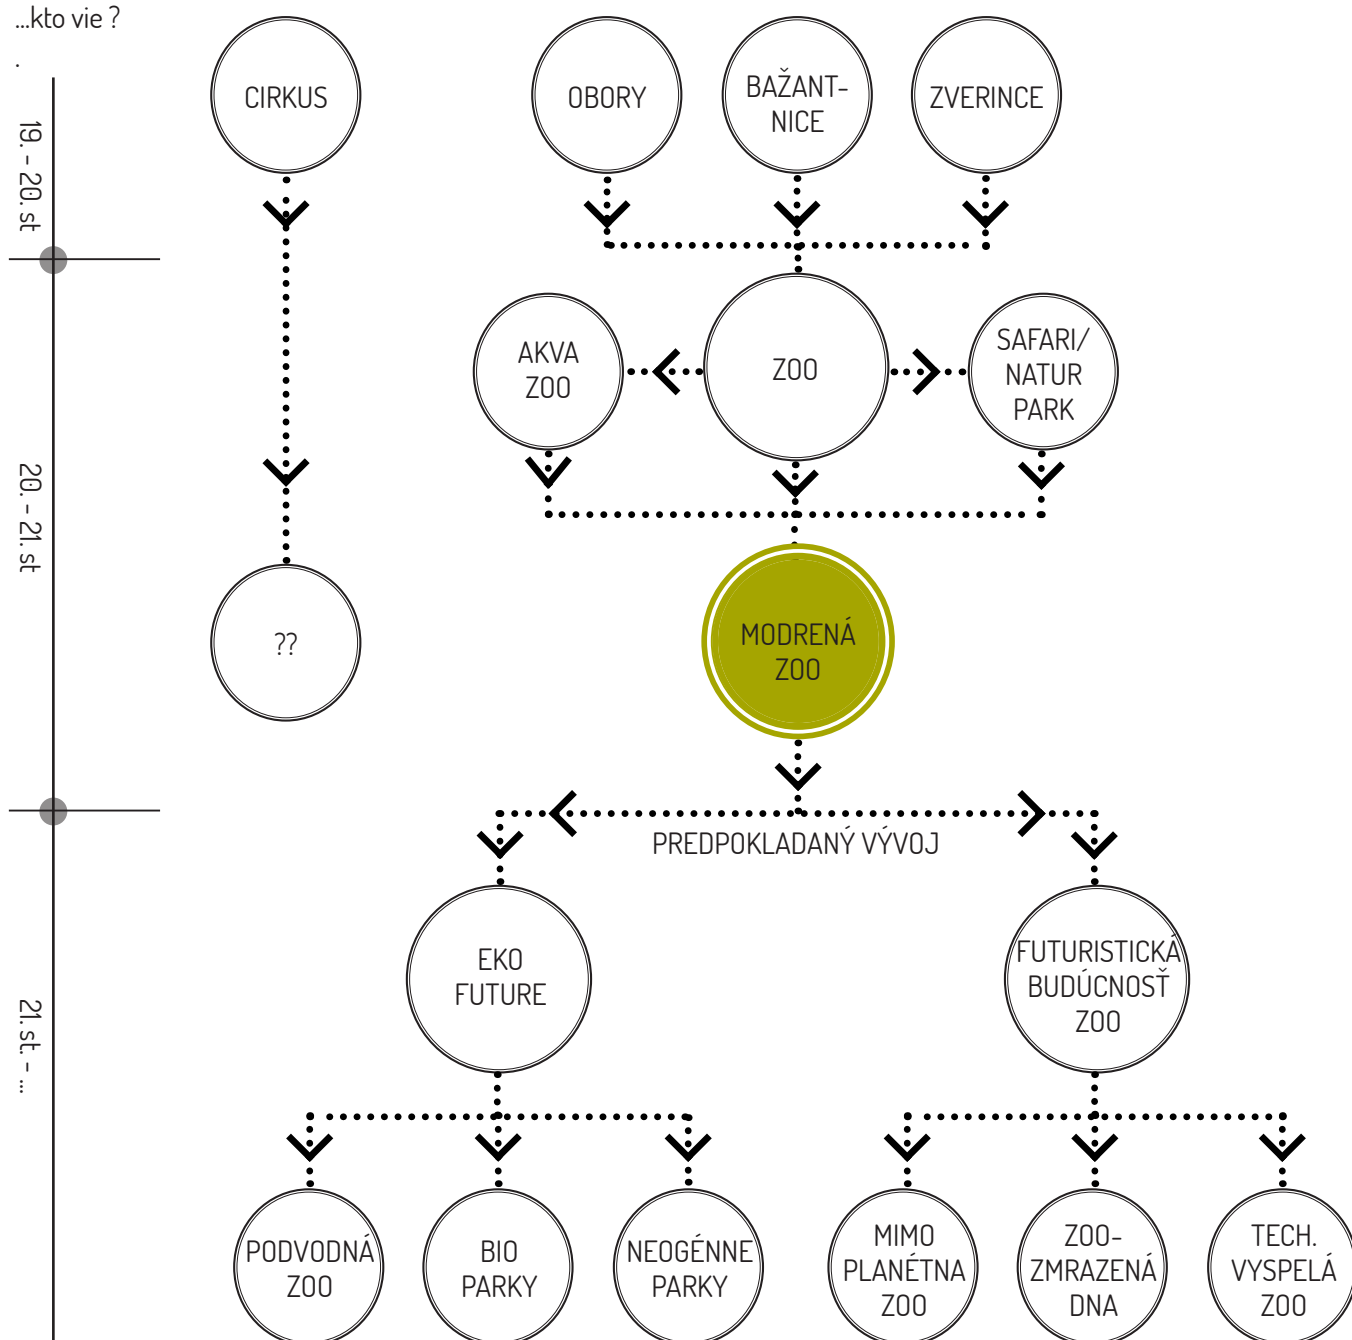 ...kto vie ?
.
19. - 20. st
CIRKUS
OBORY
BAŽANT-
NICE
ZVERINCE
20. - 21. st
AKVA
ZOO
ZOO
SAFARI/
NATUR
PARK
??
MODRENÁ
ZOO
PREDPOKLADANÝ VÝVOJ
21. st. - ...
EKO
FUTURE
FUTURISTICKÁ
BUDÚCNOSŤ
ZOO
PODVODNÁ
ZOO
BIO
PARKY
NEOGÉNNE
PARKY
MIMO
PLANÉTNA
ZOO
ZOO-
ZMRAZENÁ
DNA
TECH.
VYSPELÁ
ZOO